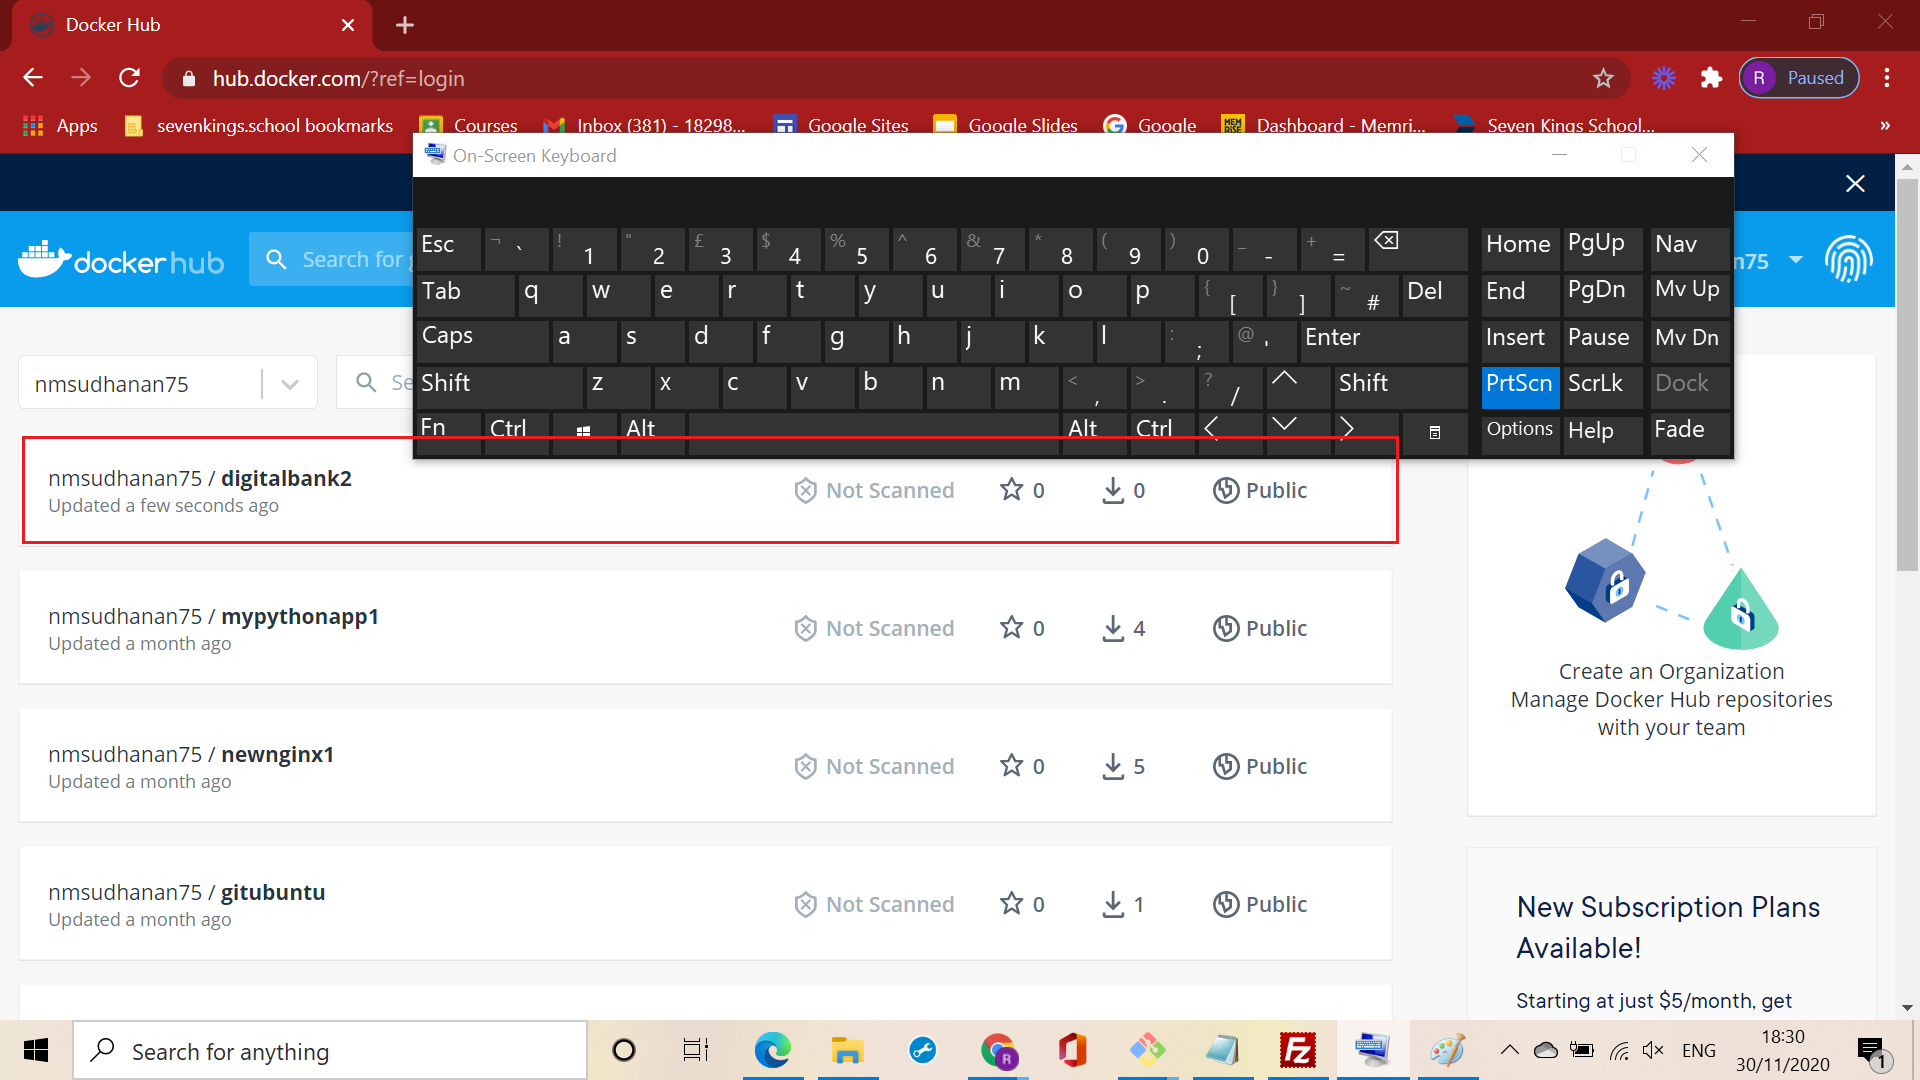 Docker Hub
hub.docker.com/?ref=login
R Paused
Apps
sevenkings.school bookmarks
Courses
Inbox (381) - 18298...
Google Sites
Google Slides
Google
Dashboard - Memri...
Seven Kings School...
»
On-Screen Keyboard
docker hub
Search for g
n75
Esc ¬ ` ! 1 " 2 £ 3 $ 4 % 5 ^ 6 & 7 * 8 ( 9 ) 0 _ - + = Home PgUp Nav
Tab q w e r t y u i o p { [ } ] ~ # Del End PgDn Mv Up
Caps a s d f g h j k l : ; @ ' Enter Insert Pause Mv Dn
Shift z x c v b n m < , > . ? / Shift PrtScn ScrLk Dock
Fn Ctrl Alt Alt Ctrl Options Help Fade
nmsudhanan75
Se
nmsudhanan75 / digitalbank2
Updated a few seconds ago
Not Scanned 0 0 Public
nmsudhanan75 / mypythonapp1
Updated a month ago
Not Scanned 0 4 Public
nmsudhanan75 / newnginx1
Updated a month ago
Not Scanned 0 5 Public
nmsudhanan75 / gitubuntu
Updated a month ago
Not Scanned 0 1 Public
Create an Organization
Manage Docker Hub repositories
with your team
New Subscription Plans
Available!
Starting at just $5/month, get
Search for anything
R
Fz
ENG
18:30
30/11/2020
1